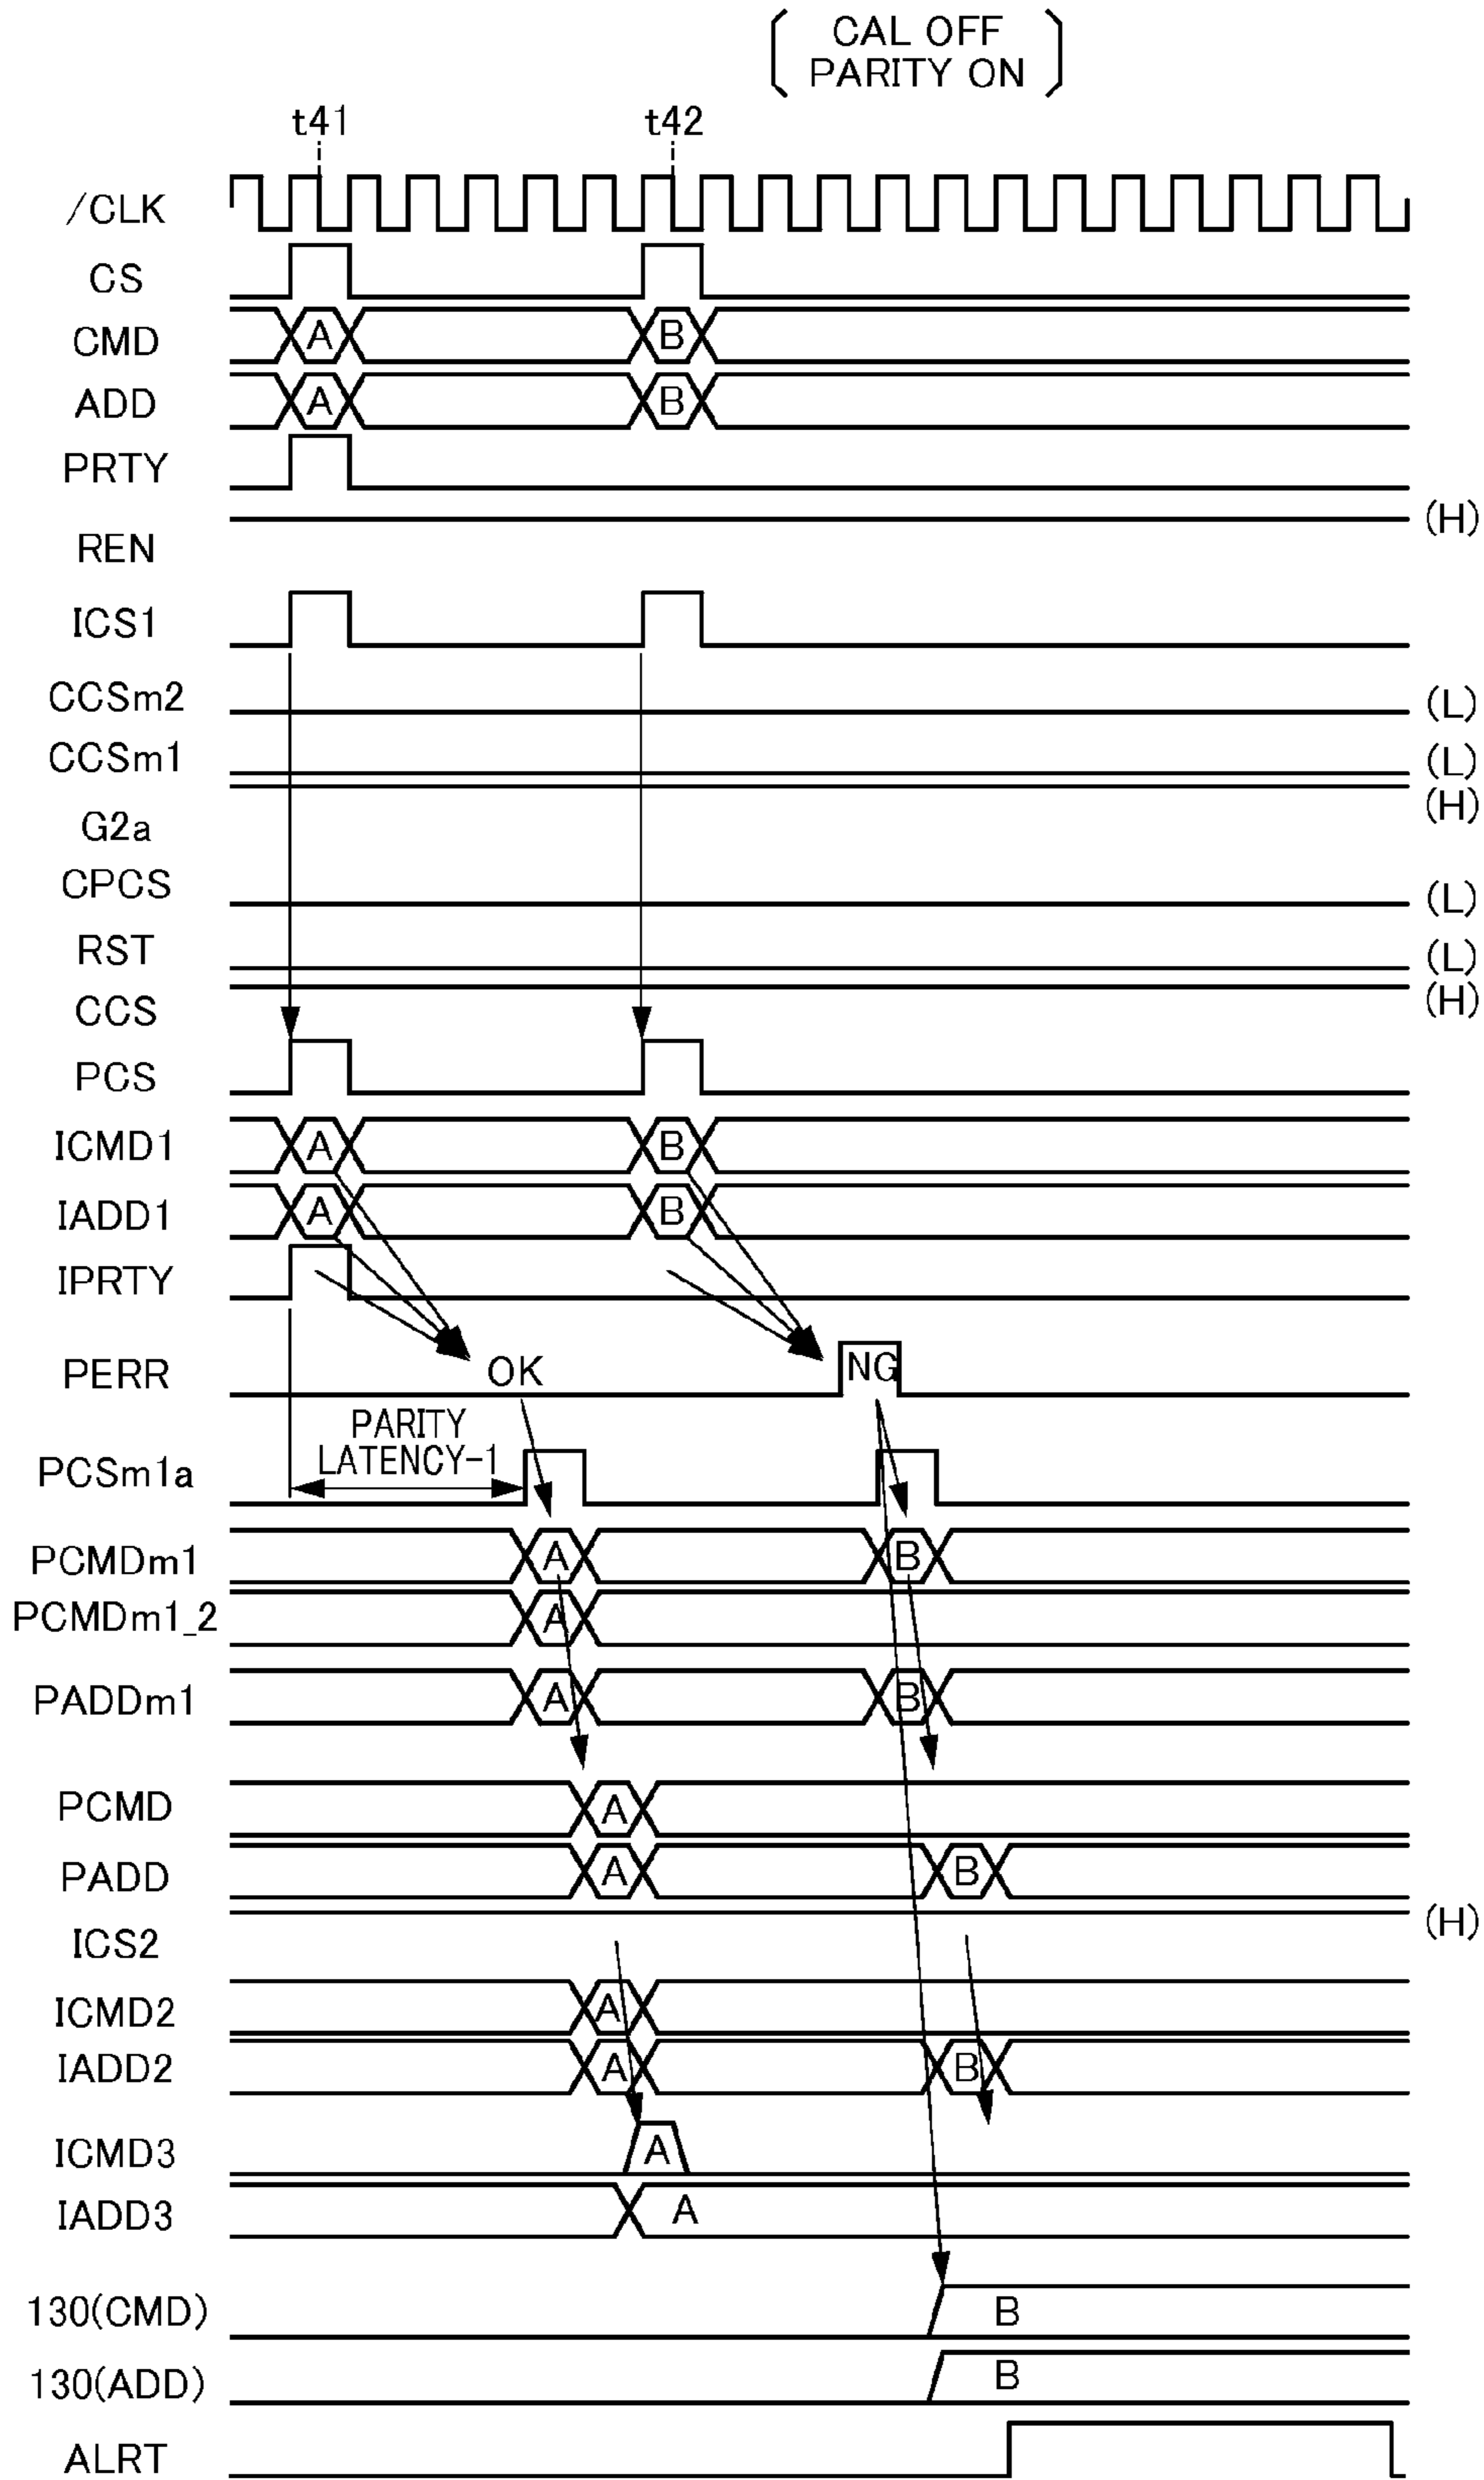 CAL OFF
PARITY ON
t41 t42
/CLK
CS
CMD A B
ADD A B
PRTY
REN (H)
ICS1
CCSm2 (L)
CCSm1 (L)
G2a (H)
CPCS (L)
RST (L)
CCS (H)
PCS
ICMD1 A B
IADD1 A B
IPRTY
PERR OK NG
PARITY
LATENCY-1
PCSm1a
PCMDm1 A B
PCMDm1_2 A
PADDm1 A B
PCMD A
PADD A B
ICS2 (H)
ICMD2 A
IADD2 A B
ICMD3 A
IADD3 A
130(CMD) B
130(ADD) B
ALRT